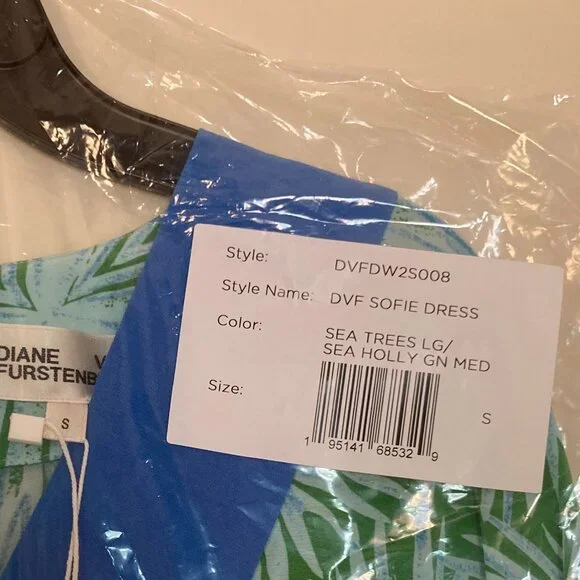 Style: DVFDW2S008
Style Name: DVF SOFIE DRESS
Color: SEA TREES LG/
SEA HOLLY GN MED
Size: S
1 95141 68532 9
DIANE V
FURSTENB
S